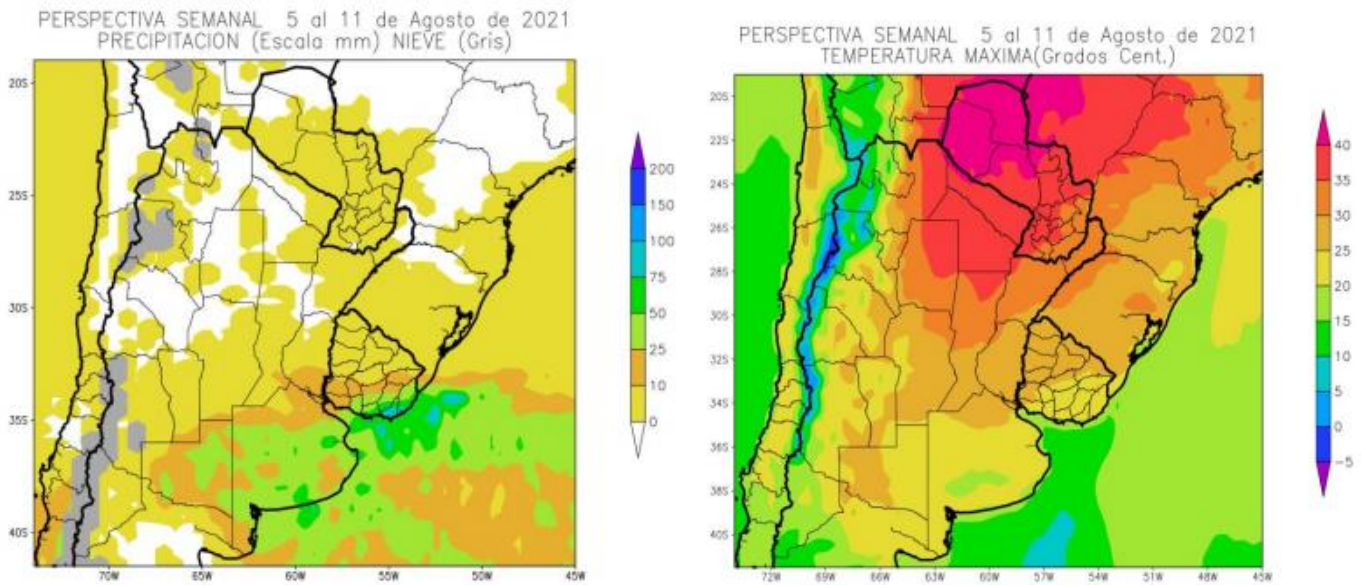 PERSPECTIVA SEMANAL 5 al 11 de Agosto de 2021
PRECIPITACION (Escala mm) NIEVE (Gris)
20S
25S
30S
35S
40S
70W 65W 60W 55W 50W 45W
200
150
100
75
50
25
10
0
PERSPECTIVA SEMANAL 5 al 11 de Agosto de 2021
TEMPERATURA MAXIMA(Grados Cent.)
20S
22S
24S
26S
28S
30S
32S
34S
36S
38S
40S
72W 69W 66W 63W 60W 57W 54W 51W 48W 45W
40
35
30
25
20
15
10
5
0
-5